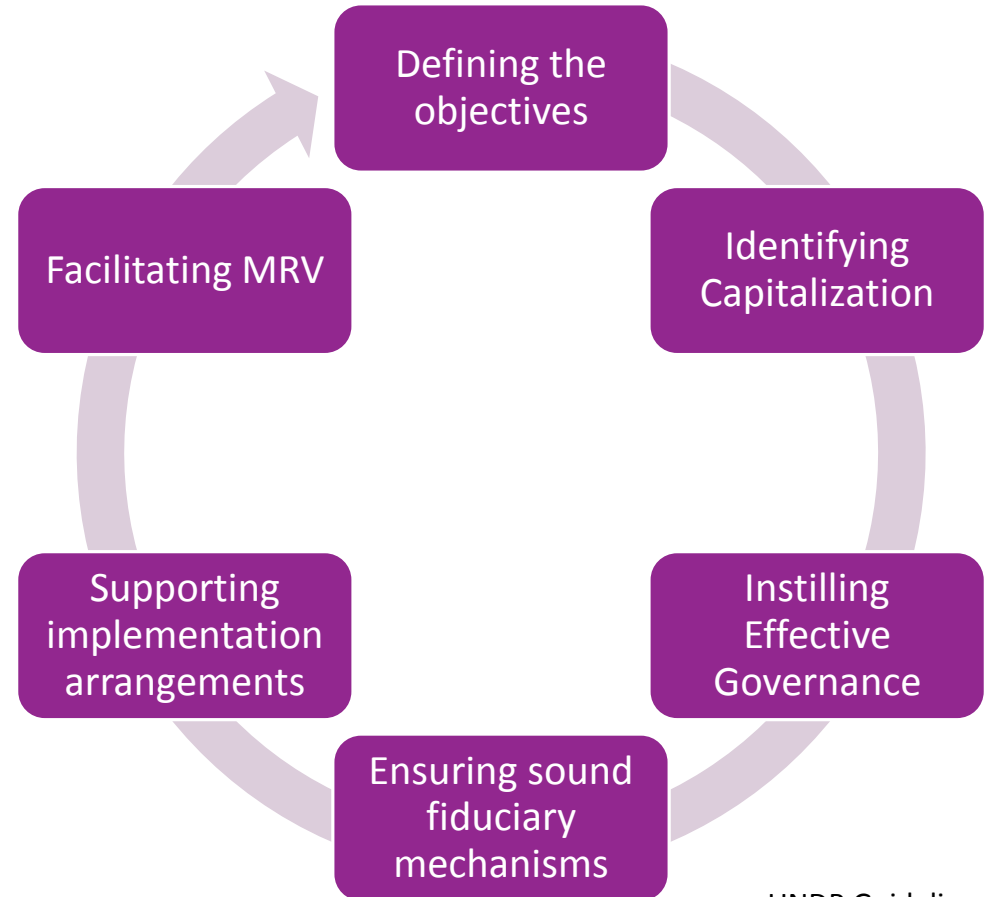 Defining the
objectives
Identifying
Capitalization
Instilling
Effective
Governance
Ensuring sound
fiduciary
mechanisms
Supporting
implementation
arrangements
Facilitating MRV